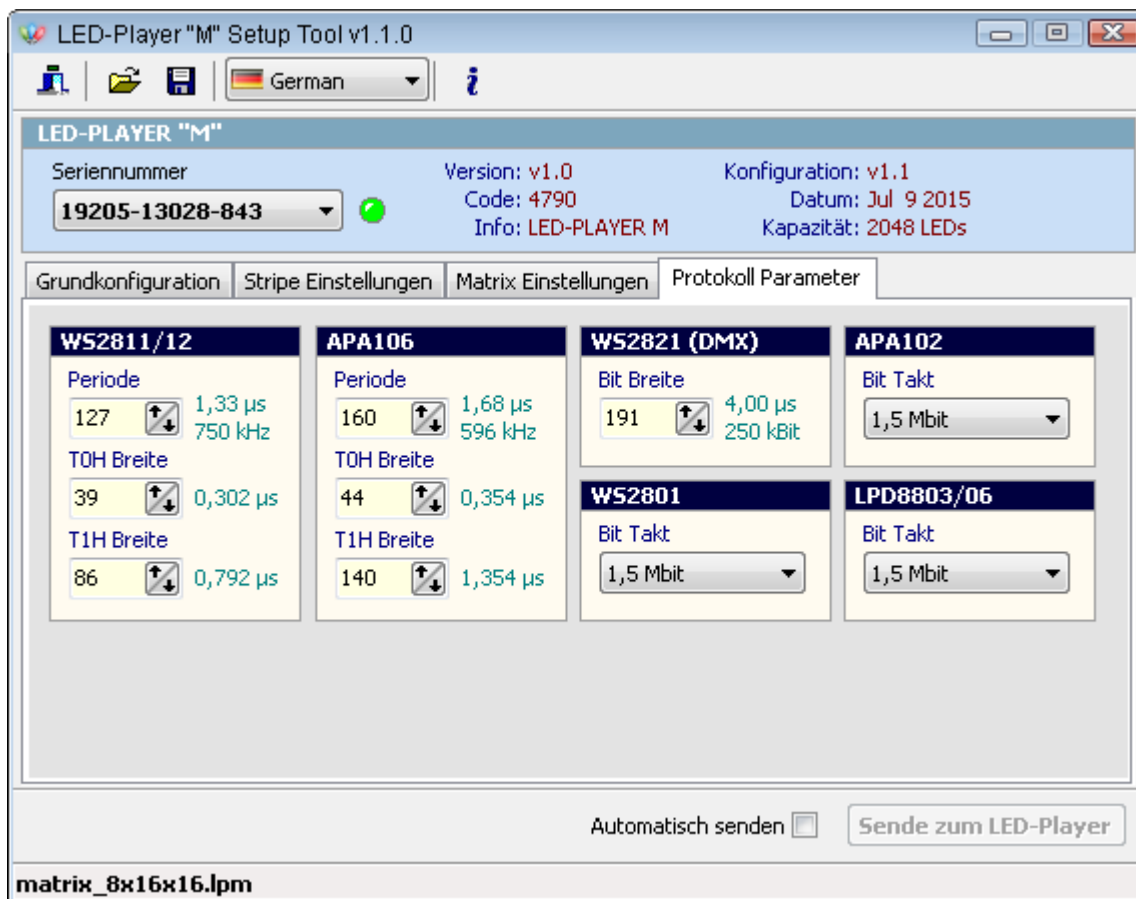 LED-Player "M" Setup Tool v1.1.0
German
LED-PLAYER "M"
Seriennummer
19205-13028-843
Version: v1.0
Code: 4790
Info: LED-PLAYER M
Konfiguration: v1.1
Datum: Jul 9 2015
Kapazität: 2048 LEDs
Grundkonfiguration
Stripe Einstellungen
Matrix Einstellungen
Protokoll Parameter
WS2811/12
Periode
127
1,33 µs
750 kHz
T0H Breite
39
0,302 µs
T1H Breite
86
0,792 µs
APA106
Periode
160
1,68 µs
596 kHz
T0H Breite
44
0,354 µs
T1H Breite
140
1,354 µs
WS2821 (DMX)
Bit Breite
191
4,00 µs
250 kBit
APA102
Bit Takt
1,5 Mbit
WS2801
Bit Takt
1,5 Mbit
LPD8803/06
Bit Takt
1,5 Mbit
Automatisch senden
Sende zum LED-Player
matrix_8x16x16.lpm